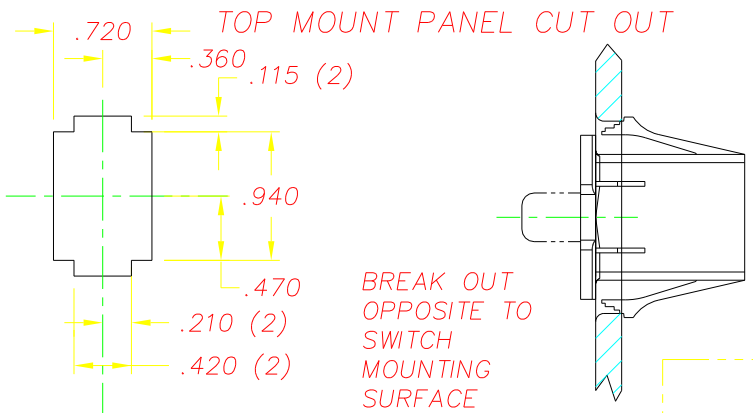 TOP MOUNT PANEL CUT OUT
.720
.360
.115 (2)
.940
.470
.210 (2)
.420 (2)
BREAK OUT
OPPOSITE TO
SWITCH
MOUNTING
SURFACE